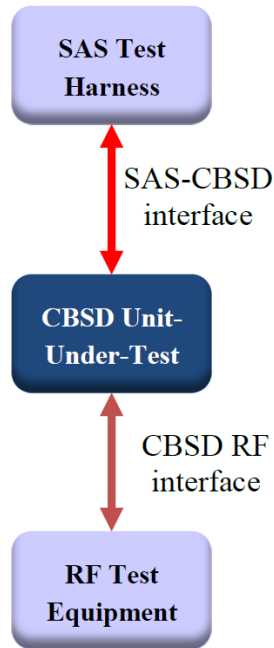 SAS Test
Harness
SAS-CBSD
interface
CBSD Unit-
Under-Test
CBSD RF
interface
RF Test
Equipment